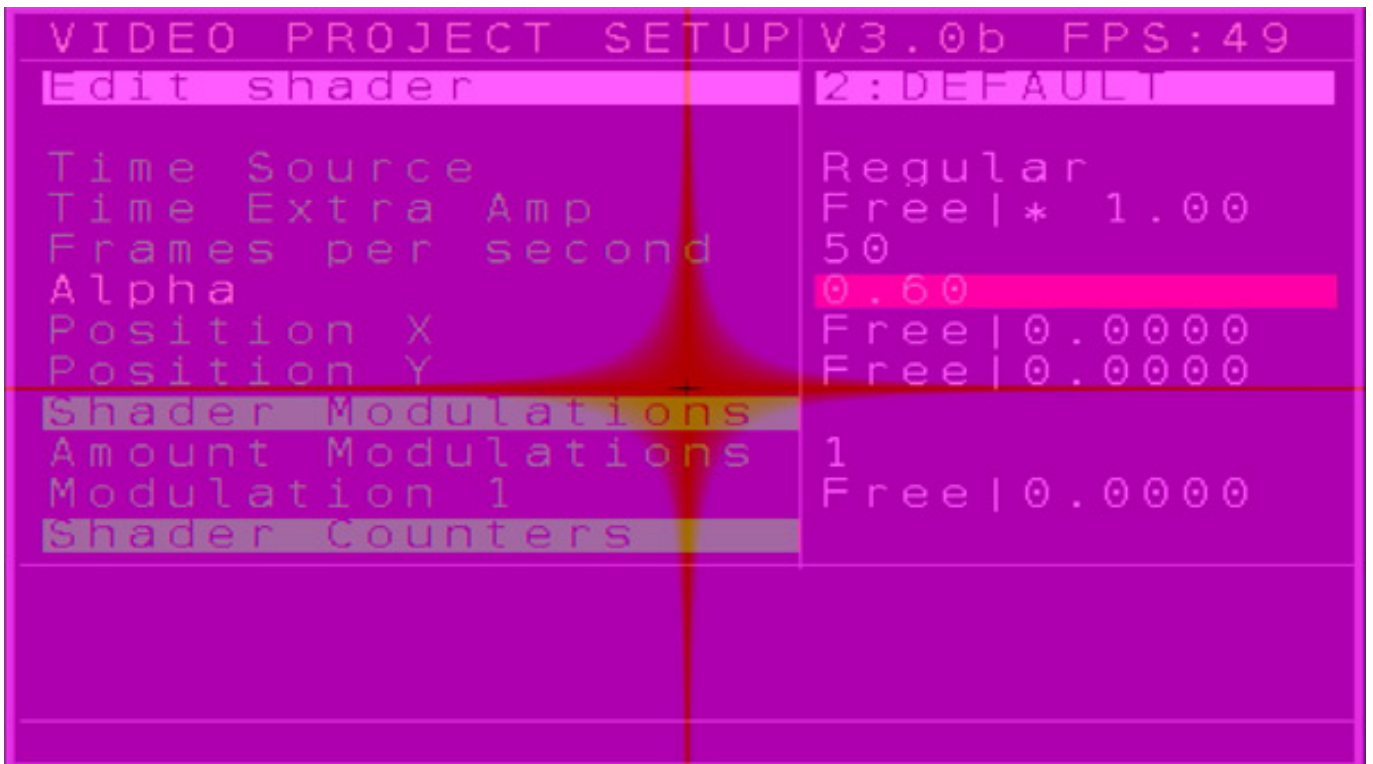 VIDEO PROJECT SETUP V3.0b FPS:49
Edit shader 2:DEFAULT
Time Source Regular
Time Extra Amp Free|* 1.00
Frames per second 50
Alpha 0.60
Position X Free|0.0000
Position Y Free|0.0000
Shader Modulations
Amount Modulations 1
Modulation 1 Free|0.0000
Shader Counters